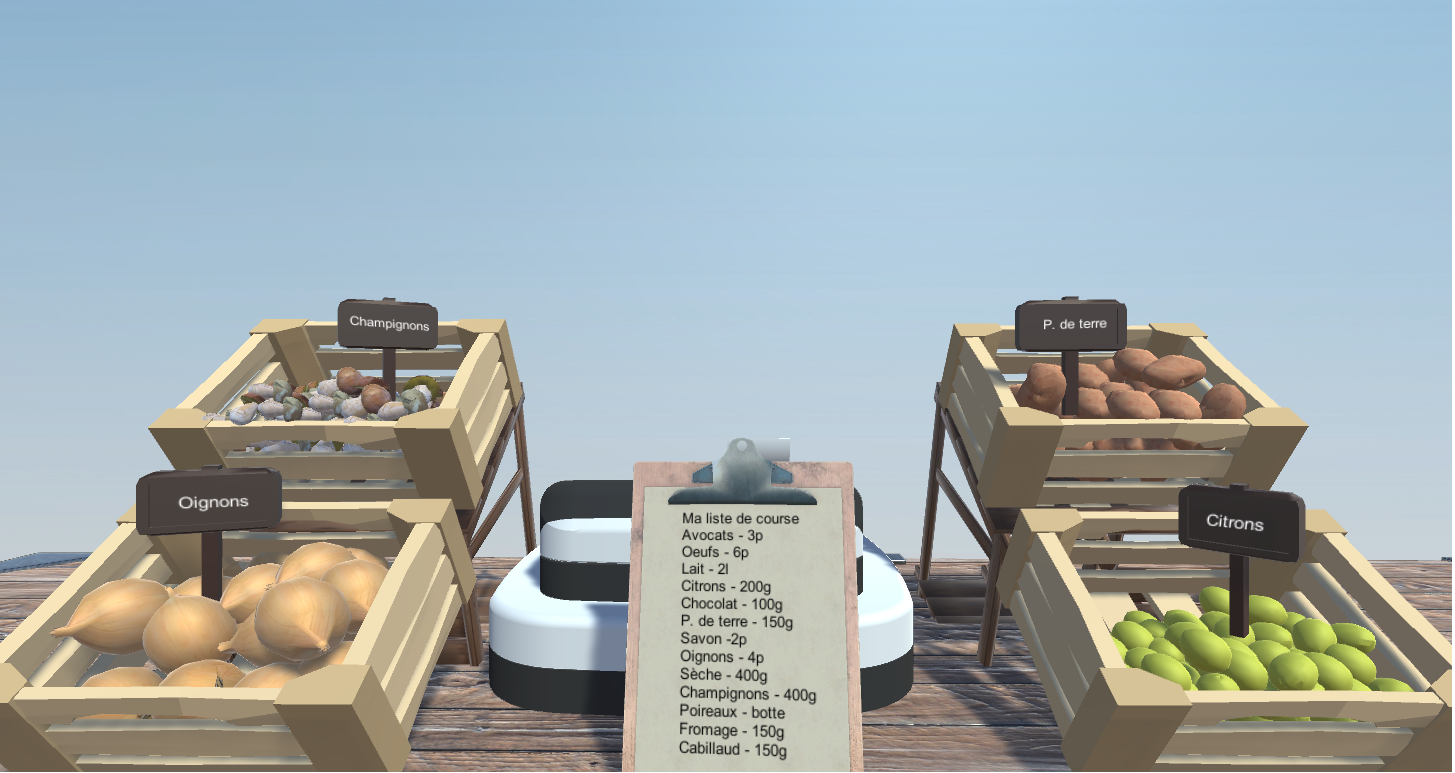 Champignons
P. de terre
Oignons
Citrons
Ma liste de course
Avocats - 3p
Oeufs - 6p
Lait - 2l
Citrons - 200g
Chocolat - 100g
P. de terre - 150g
Savon -2p
Oignons - 4p
Sèche - 400g
Champignons - 400g
Poireaux - botte
Fromage - 150g
Cabillaud - 150g